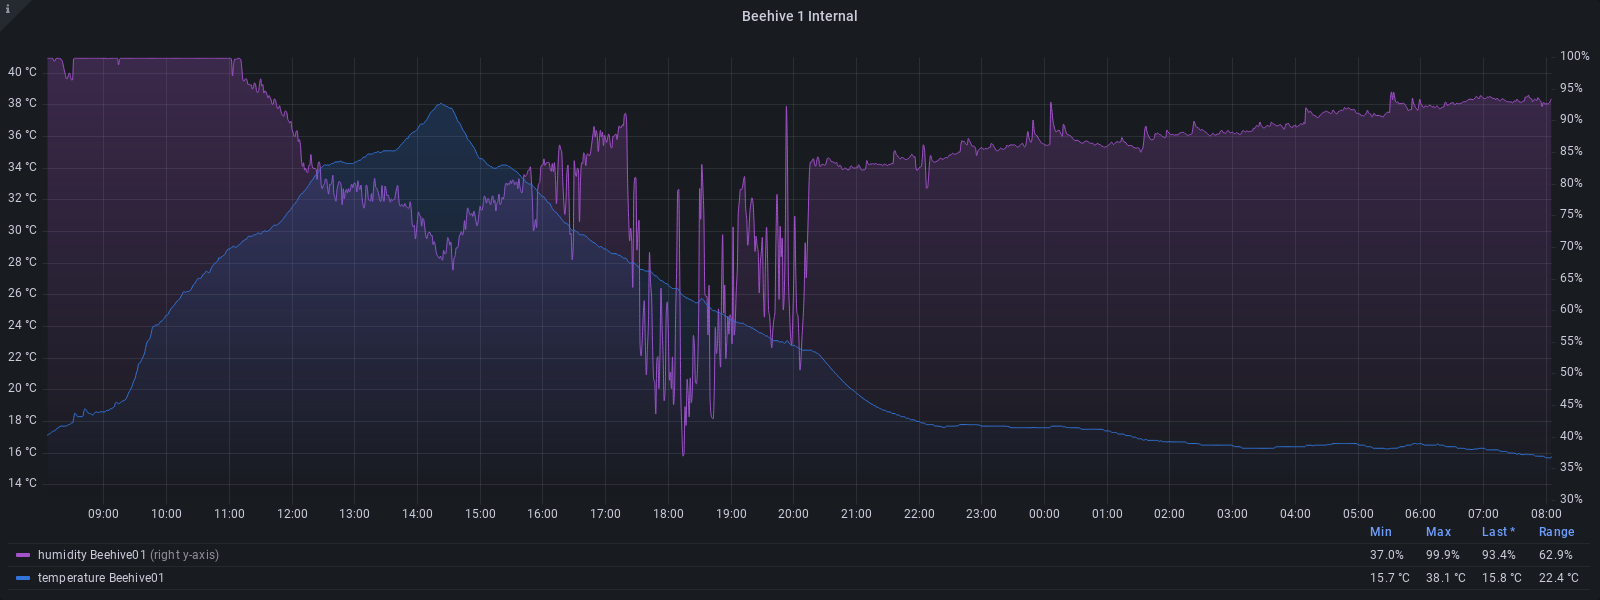 i
Beehive 1 Internal
40 °C
38 °C
36 °C
34 °C
32 °C
30 °C
28 °C
26 °C
24 °C
22 °C
20 °C
18 °C
16 °C
14 °C
100%
95%
90%
85%
80%
75%
70%
65%
60%
55%
50%
45%
40%
35%
30%
09:00 10:00 11:00 12:00 13:00 14:00 15:00 16:00 17:00 18:00 19:00 20:00 21:00 22:00 23:00 00:00 01:00 02:00 03:00 04:00 05:00 06:00 07:00 08:00
Min Max Last * Range
humidity Beehive01 (right y-axis) 37.0% 99.9% 93.4% 62.9%
temperature Beehive01 15.7 °C 38.1 °C 15.8 °C 22.4 °C